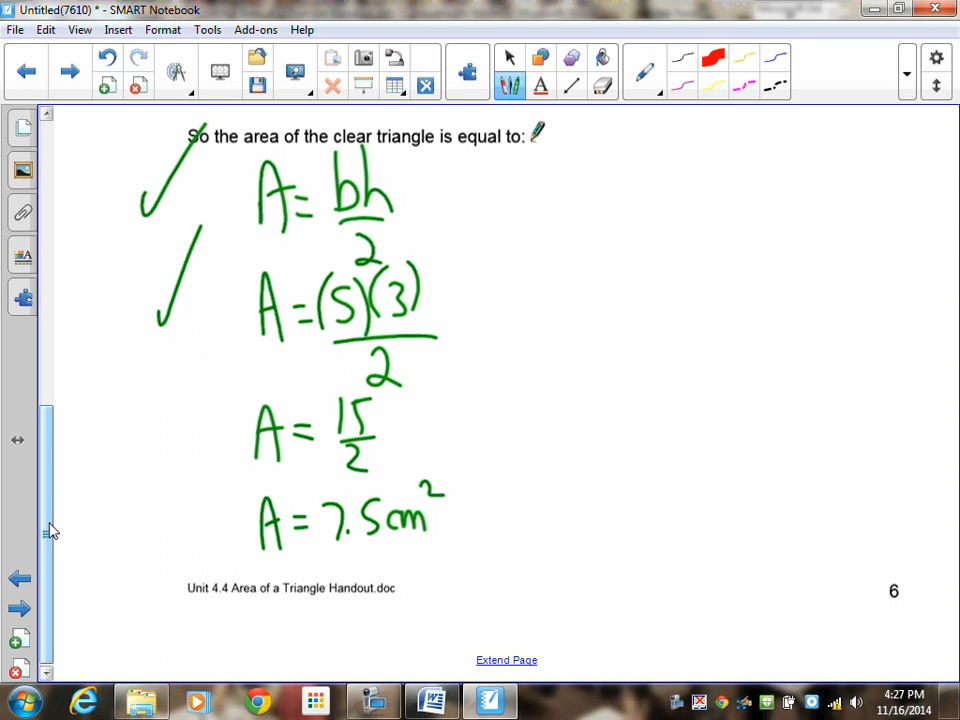 Untitled(7610) * - SMART Notebook
File Edit View Insert Format Tools Add-ons Help
So the area of the clear triangle is equal to:
A = bh/2
A = (5)(3)/2
A = 15/2
A = 7.5cm²
Unit 4.4 Area of a Triangle Handout.doc
6
Extend Page
4:27 PM
11/16/2014